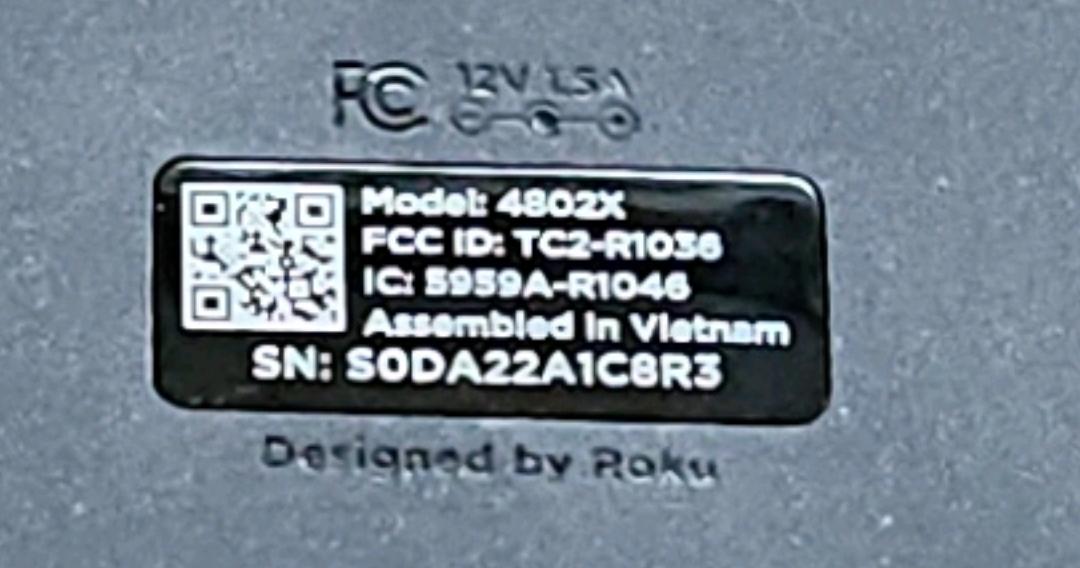 FC 12V 1.5A
Model: 4802X
FCC ID: TC2-R1036
IC: 5959A-R1046
Assembled in Vietnam
SN: S0DA22A1C8R3
Designed by Roku